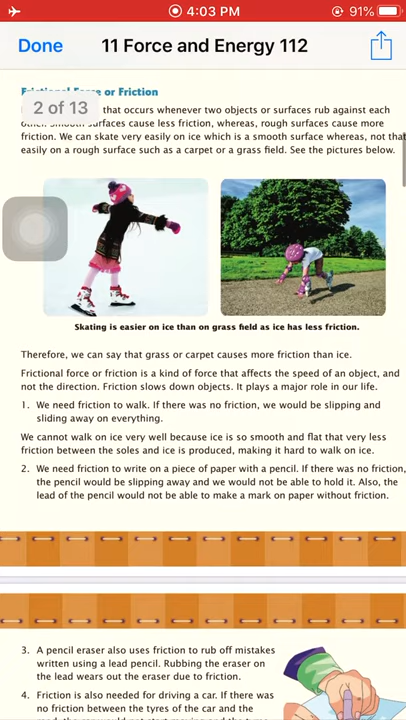 4:03 PM
91%
Done
11 Force and Energy 112
Frictional Force or Friction
2 of 13
that occurs whenever two objects or surfaces rub against each
other. Smooth surfaces cause less friction, whereas, rough surfaces cause more
friction. We can skate very easily on ice which is a smooth surface whereas, not that
easily on a rough surface such as a carpet or a grass field. See the pictures below.
Skating is easier on ice than on grass field as ice has less friction.
Therefore, we can say that grass or carpet causes more friction than ice.
Frictional force or friction is a kind of force that affects the speed of an object, and
not the direction. Friction slows down objects. It plays a major role in our life.
1. We need friction to walk. If there was no friction, we would be slipping and
sliding away on everything.
We cannot walk on ice very well because ice is so smooth and flat that very less
friction between the soles and ice is produced, making it hard to walk on ice.
2. We need friction to write on a piece of paper with a pencil. If there was no friction,
the pencil would be slipping away and we would not be able to hold it. Also, the
lead of the pencil would not be able to make a mark on paper without friction.
3. A pencil eraser also uses friction to rub off mistakes
written using a lead pencil. Rubbing the eraser on
the lead wears out the eraser due to friction.
4. Friction is also needed for driving a car. If there was
no friction between the tyres of the car and the